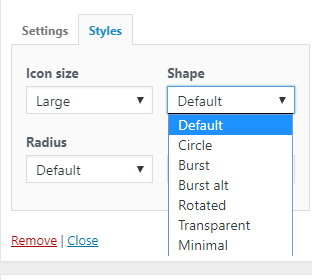 Settings Styles
Icon size Shape
Large Default
Default
Circle
Radius Burst
Default Burst alt
Rotated
Transparent
Minimal
Remove | Close